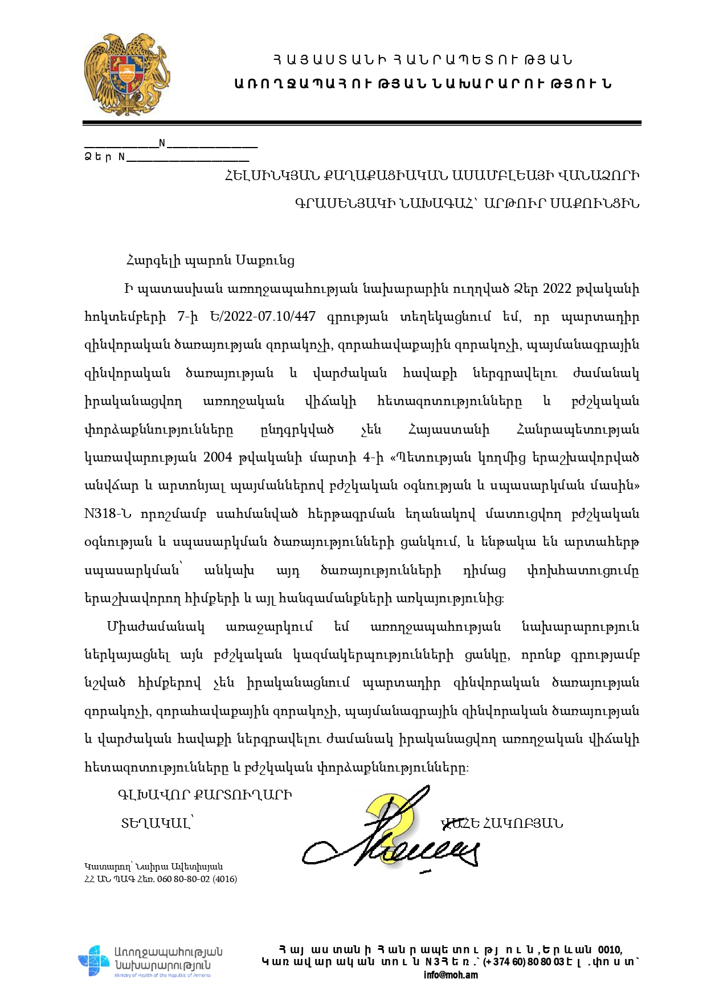 ՀԱՅԱՍՏԱՆԻ ՀԱՆՐԱՊԵՏՈՒԹՅԱՆ
ԱՌՈՂՋԱՊԱՀՈՒԹՅԱՆ ՆԱԽԱՐԱՐՈՒԹՅՈՒՆ
______________N_________________
Ձեր N_______________________
ՀԵԼՍԻՆԿՅԱՆ ՔԱՂԱՔԱՑԻԱԿԱՆ ԱՍԱՄԲԼԵԱՅԻ ՎԱՆԱՁՈՐԻ
ԳՐԱՍԵՆՅԱԿԻ ՆԱԽԱԳԱՀ՝ ԱՐԹՈՒՐ ՍԱՔՈՒՆՑԻՆ
Հարգելի պարոն Սաքունց
Ի պատասխան առողջապահության նախարարին ուղղված Ձեր 2022 թվականի
հոկտեմբերի 7-ի Ե/2022-07.10/447 գրության տեղեկացնում եմ, որ պարտադիր
զինվորական ծառայության զորակոչի, զորահավաքային զորակոչի, պայմանագրային
զինվորական ծառայության և վարժական հավաքի ներգրավելու ժամանակ
իրականացվող առողջական վիճակի հետազոտությունները և բժշկական
փորձաքննությունները ընդգրկված չեն Հայաստանի Հանրապետության
կառավարության 2004 թվականի մարտի 4-ի «Պետության կողմից երաշխավորված
անվճար և արտոնյալ պայմաններով բժշկական օգնության և սպասարկման մասին»
N318-Ն որոշմամբ սահմանված հերթագրման եղանակով մատուցվող բժշկական
օգնության և սպասարկման ծառայությունների ցանկում, և ենթակա են արտահերթ
սպասարկման՝ անկախ այդ ծառայությունների դիմաց փոխհատուցումը
երաշխավորող հիմքերի և այլ հանգամանքների առկայությունից:
Միաժամանակ առաջարկում եմ առողջապահության նախարարություն
ներկայացնել այն բժշկական կազմակերպությունների ցանկը, որոնք գրությամբ
նշված հիմքերով չեն իրականացնում պարտադիր զինվորական ծառայության
զորակոչի, զորահավաքային զորակոչի, պայմանագրային զինվորական ծառայության
և վարժական հավաքի ներգրավելու ժամանակ իրականացվող առողջական վիճակի
հետազոտությունները և բժշկական փորձաքննությունները:
ԳԼԽԱՎՈՐ ՔԱՐՏՈՒՂԱՐԻ
ՏԵՂԱԿԱԼ՝ ՎԱՀԵ ՀԱԿՈԲՅԱՆ
Կատարող՝ Նաիրա Ավետիսյան
ՀՀ ԱՆ ՊԱԳ Հեռ. 060 80-80-02 (4016)
Առողջապահության
Նախարարություն
Ministry of Health of the Republic of Armenia
Հայաստանի Հանրապետություն, Երևան 0010,
Կառավարական տուն N 3 Հեռ.՝ (+374 60) 80 80 03 Էլ.փոստ՝
info@moh.am